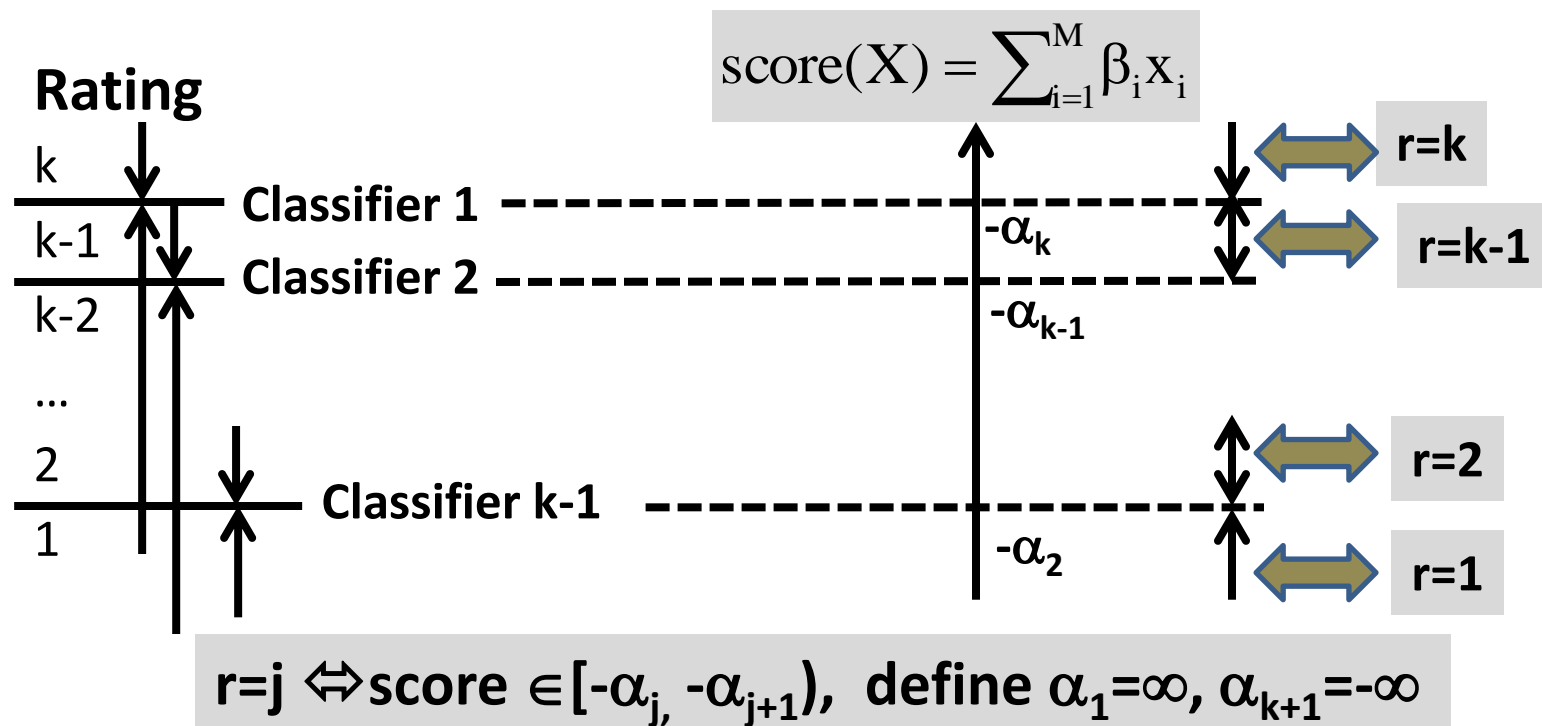 score(X) = ∑_{i=1}^{M} β_i x_i
Rating
k
Classifier 1
-α_k
r=k
k-1
r=k-1
Classifier 2
-α_{k-1}
k-2
...
2
r=2
Classifier k-1
1
-α_2
r=1
r=j ⇔ score ∈[-α_j, -α_{j+1}), define α_1=∞, α_{k+1}=-∞